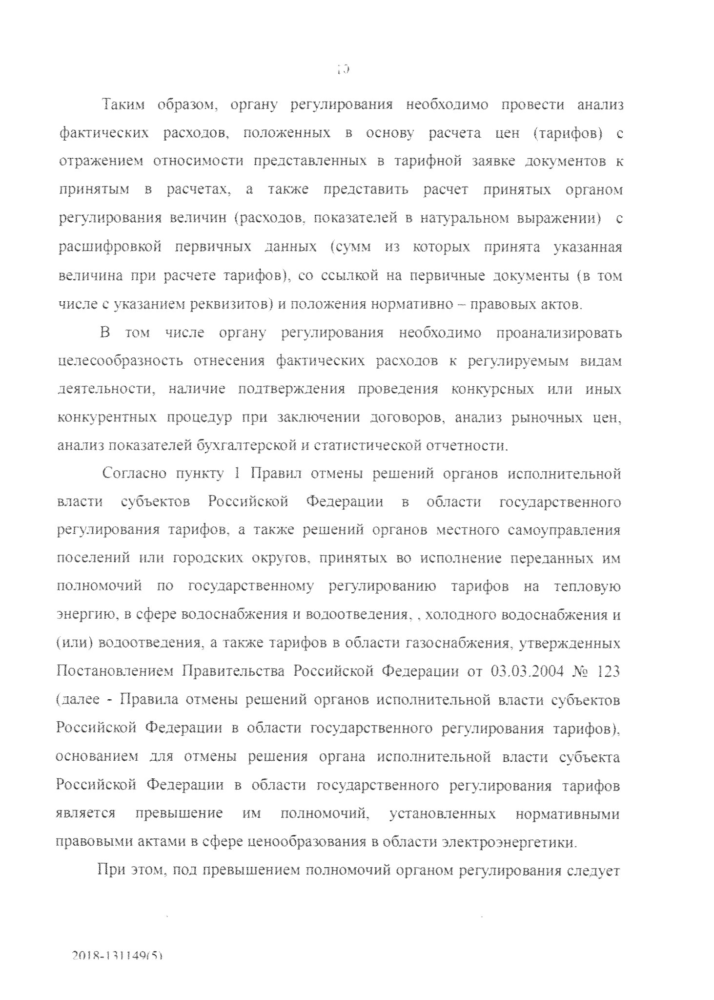 10
Таким образом, органу регулирования необходимо провести анализ
фактических расходов, положенных в основу расчета цен (тарифов) с
отражением относимости представленных в тарифной заявке документов к
принятым в расчетах, а также представить расчет принятых органом
регулирования величин (расходов, показателей в натуральном выражении) с
расшифровкой первичных данных (сумм из которых принята указанная
величина при расчете тарифов), со ссылкой на первичные документы (в том
числе с указанием реквизитов) и положения нормативно – правовых актов.
В том числе органу регулирования необходимо проанализировать
целесообразность отнесения фактических расходов к регулируемым видам
деятельности, наличие подтверждения проведения конкурсных или иных
конкурентных процедур при заключении договоров, анализ рыночных цен,
анализ показателей бухгалтерской и статистической отчетности.
Согласно пункту 1 Правил отмены решений органов исполнительной
власти субъектов Российской Федерации в области государственного
регулирования тарифов, а также решений органов местного самоуправления
поселений или городских округов, принятых во исполнение переданных им
полномочий по государственному регулированию тарифов на тепловую
энергию, в сфере водоснабжения и водоотведения, , холодного водоснабжения и
(или) водоотведения, а также тарифов в области газоснабжения, утвержденных
Постановлением Правительства Российской Федерации от 03.03.2004 № 123
(далее - Правила отмены решений органов исполнительной власти субъектов
Российской Федерации в области государственного регулирования тарифов),
основанием для отмены решения органа исполнительной власти субъекта
Российской Федерации в области государственного регулирования тарифов
является превышение им полномочий, установленных нормативными
правовыми актами в сфере ценообразования в области электроэнергетики.
При этом, под превышением полномочий органом регулирования следует
2018-131149(5)